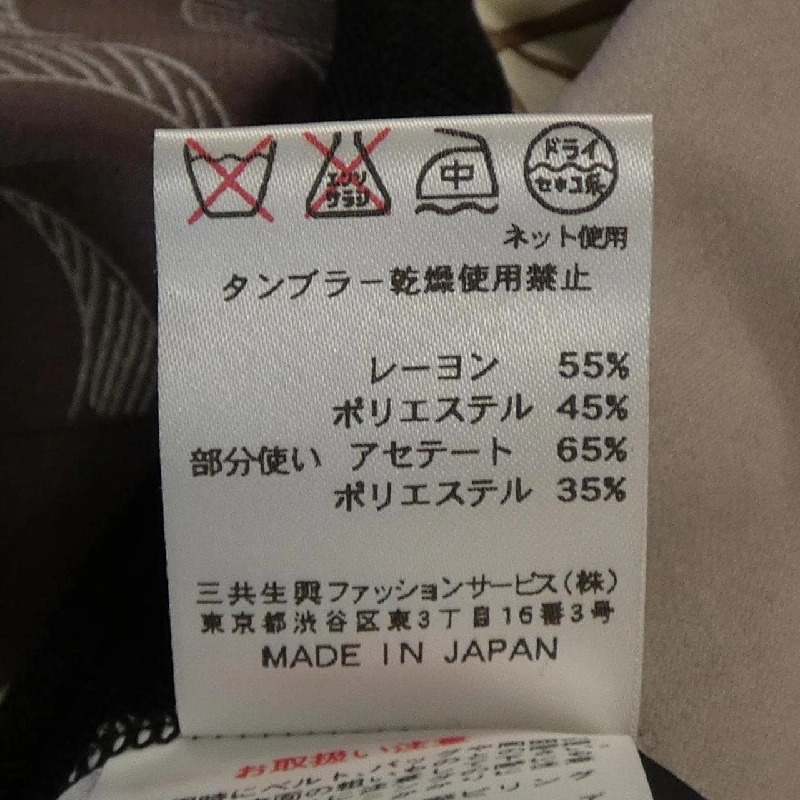 エンソ
サラシ
中
ドライ
セキユ系
ネット使用
タンブラー乾燥使用禁止
レーヨン 55%
ポリエステル 45%
部分使い アセテート 65%
ポリエステル 35%
三共生興ファッションサービス(株)
東京都渋谷区東3丁目16番3号
MADE IN JAPAN
お取扱い注意